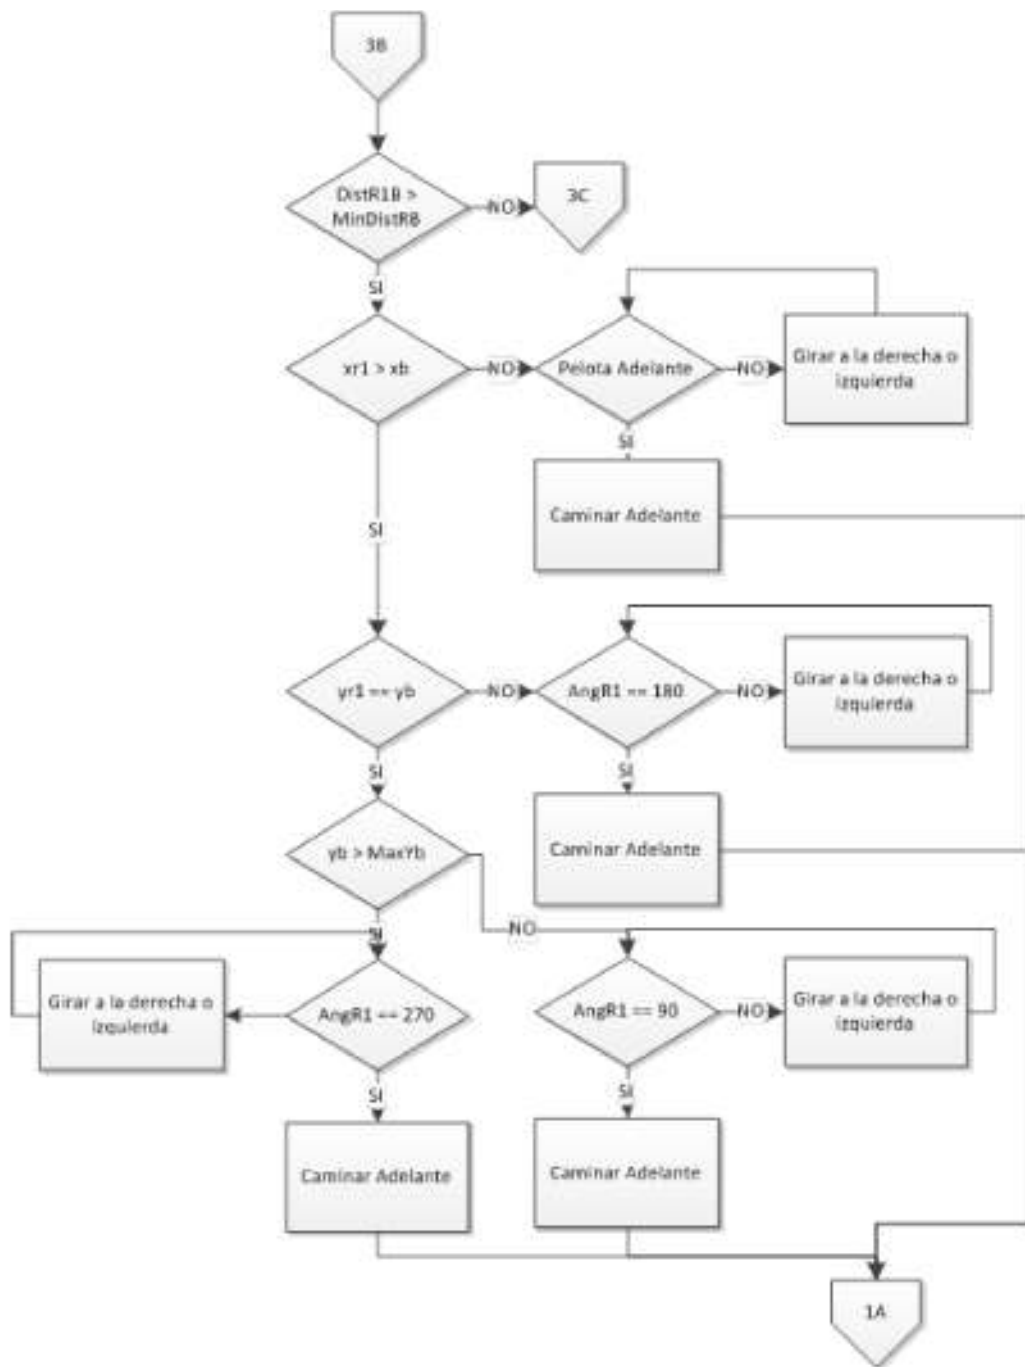 3B
DistR1B >
MinDistRB
NO
3C
SI
xr1 > xb
NO
Pelota Adelante
NO
Girar a la derecha o
izquierda
SI
Caminar Adelante
SI
yr1 == yb
NO
AngR1 == 180
NO
Girar a la derecha o
izquierda
SI
SI
yb > MaxYb
Caminar Adelante
NO
Girar a la derecha o
izquierda
AngR1 == 270
AngR1 == 90
NO
Girar a la derecha o
izquierda
SI
SI
Caminar Adelante
Caminar Adelante
1A